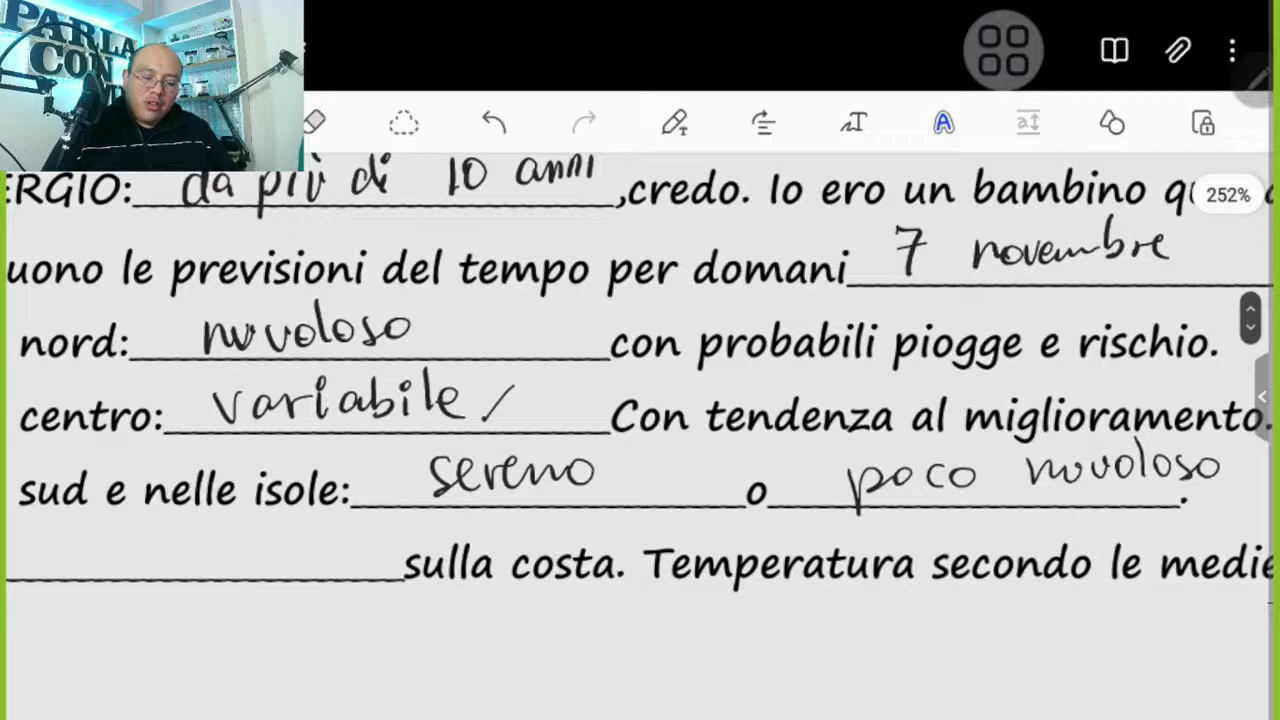 PARLA
CON
ERGIO: da più di 10 anni ,credo. Io ero un bambino
252%
uono le previsioni del tempo per domani 7 novembre
nord: nuvoloso con probabili piogge e rischio.
centro: variabile / Con tendenza al miglioramento.
sud e nelle isole: sereno o poco nuvoloso.
sulla costa. Temperatura secondo le medie